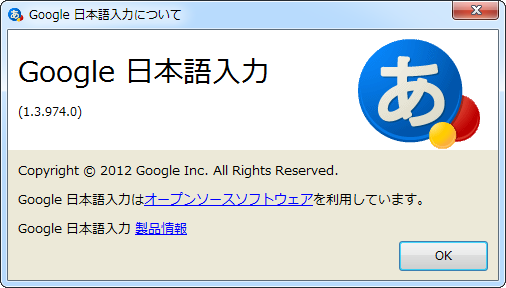 Google 日本語入力について
Google 日本語入力
(1.3.974.0)
あ
Copyright © 2012 Google Inc. All Rights Reserved.
Google 日本語入力はオープンソースソフトウェアを利用しています。
Google 日本語入力 製品情報
OK